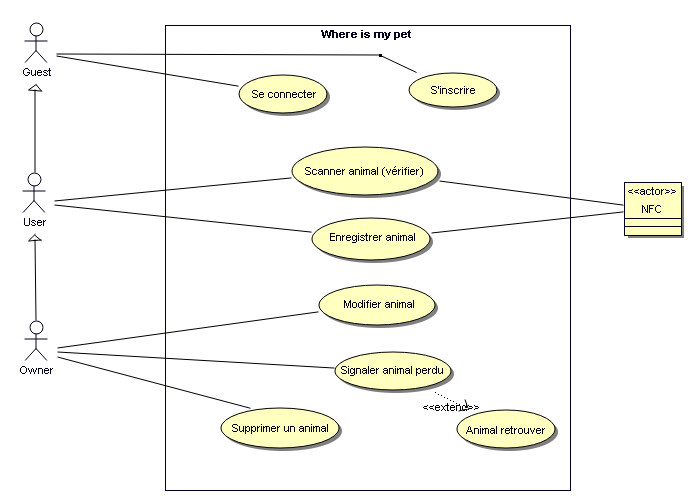 Where is my pet
Guest
Se connecter
S'inscrire
Scanner animal (vérifier)
<<actor>>
NFC
User
Enregistrer animal
Modifier animal
Owner
Signaler animal perdu
<<extend>>
Supprimer un animal
Animal retrouver